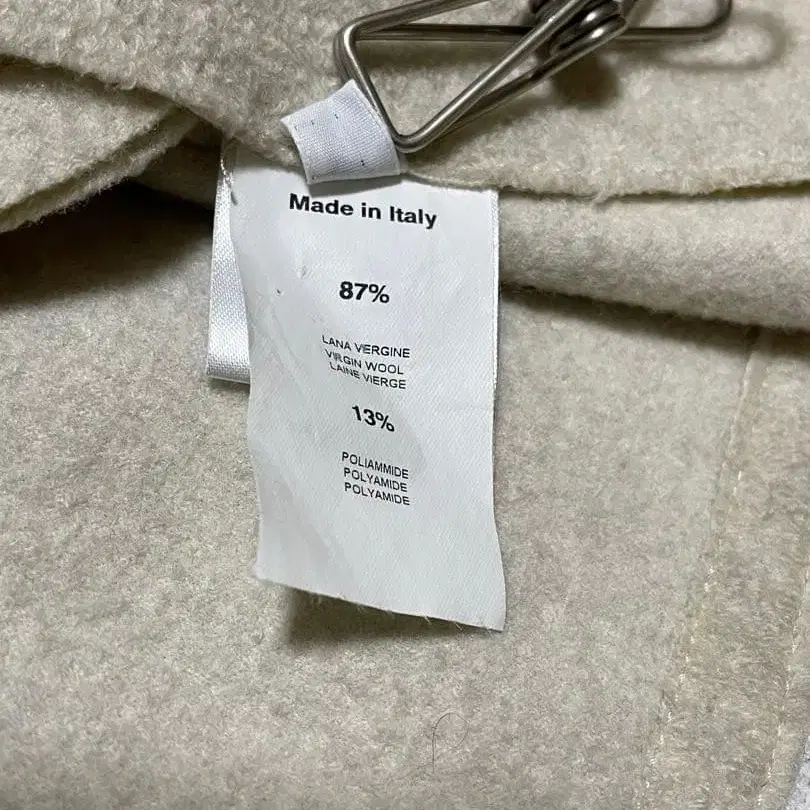 Made in Italy
87%
LANA VERGINE
VIRGIN WOOL
LAINE VIERGE
13%
POLIAMMIDE
POLYAMIDE
POLYAMIDE